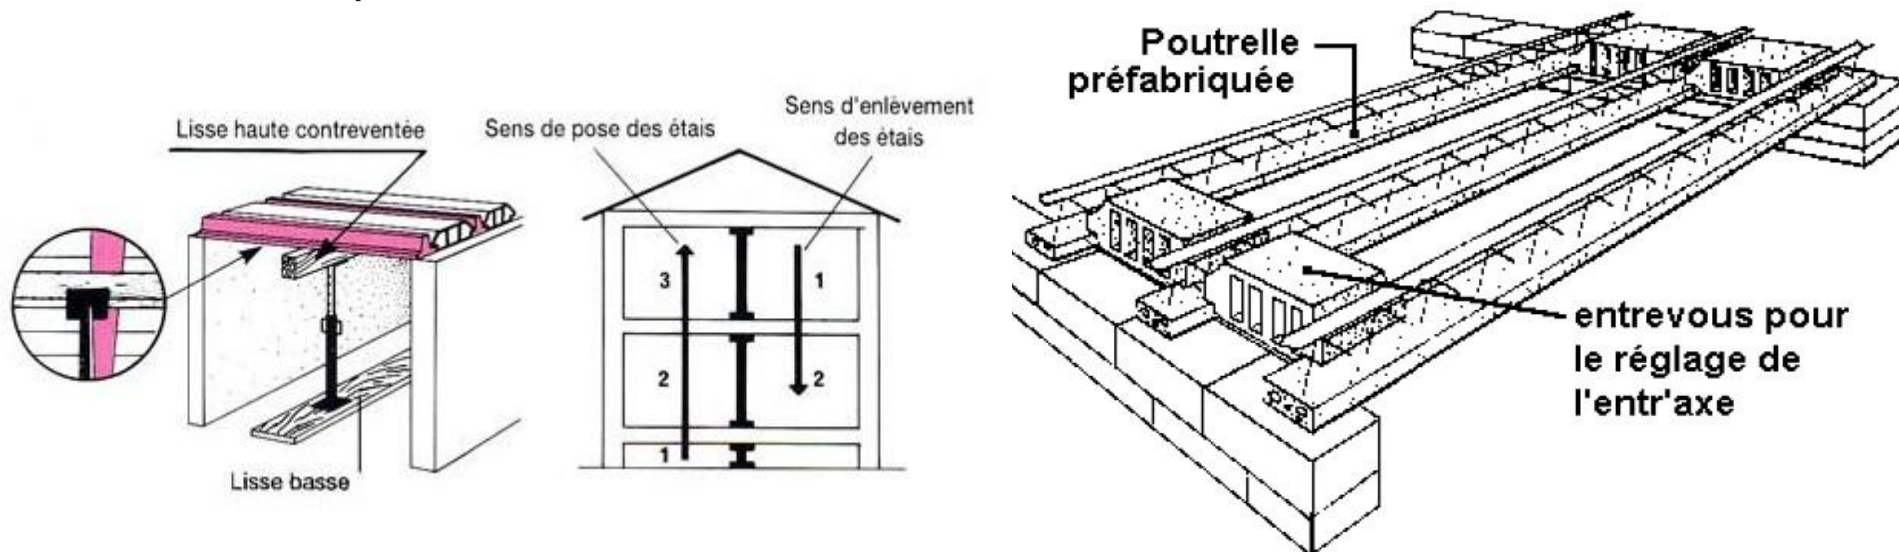 Lisse haute contreventée
Lisse basse
Sens de pose des étais
Sens d'enlèvement
des étais
3
2
1
1
2
Poutrelle
préfabriquée
entrevous pour
le réglage de
l'entr'axe